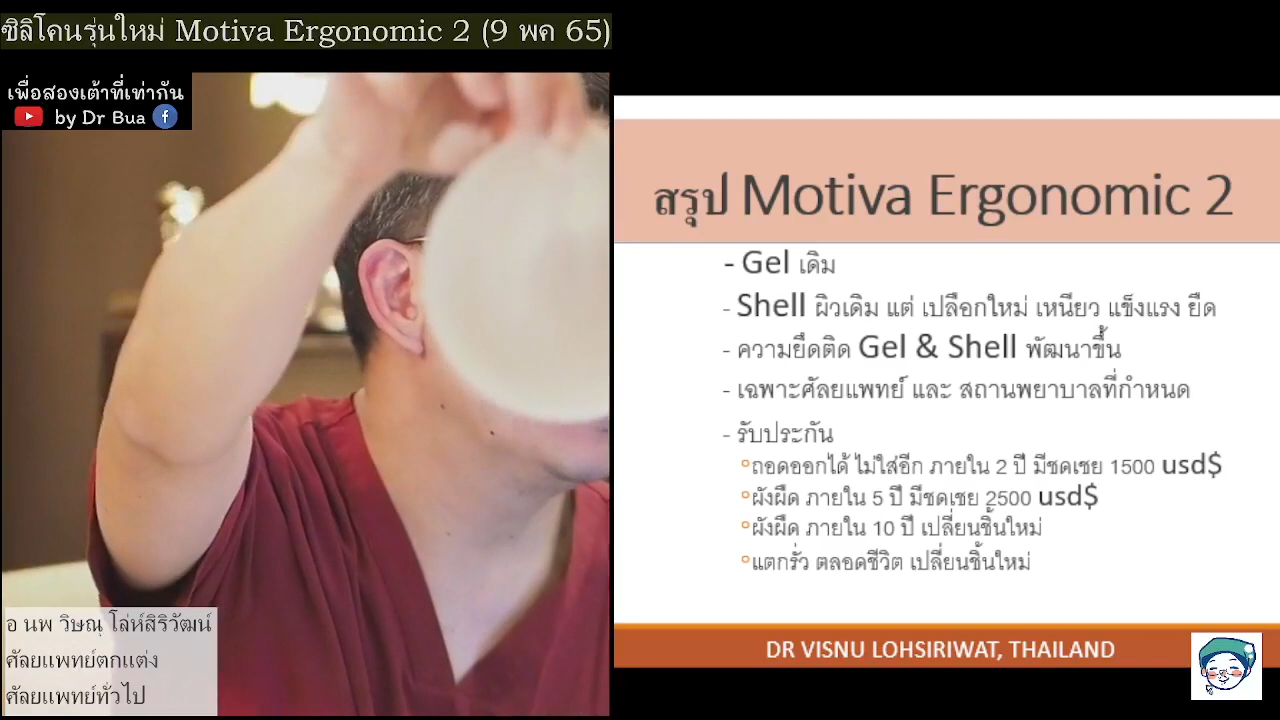 ซิลิโคนรุ่นใหม่ Motiva Ergonomic 2 (9 พค 65)
เพื่อสองเต้าที่เท่ากัน
by Dr Bua
สรุป Motiva Ergonomic 2
- Gel เดิม
- Shell ผิวเดิม แต่ เปลือกใหม่ เหนียว แข็งแรง ยืด
- ความยึดติด Gel & Shell พัฒนาขึ้น
- เฉพาะศัลยแพทย์ และ สถานพยาบาลที่กำหนด
- รับประกัน
ถอดออกได้ ไม่ใส่อีก ภายใน 2 ปี มีชดเชย 1500 usd$
ผังผืด ภายใน 5 ปี มีชดเชย 2500 usd$
ผังผืด ภายใน 10 ปี เปลี่ยนชิ้นใหม่
แตกรั่ว ตลอดชีวิต เปลี่ยนชิ้นใหม่
อ นพ วิษณุ โล่ห์สิริวัฒน์
ศัลยแพทย์ตกแต่ง
ศัลยแพทย์ทั่วไป
DR VISNU LOHSIRIWAT, THAILAND